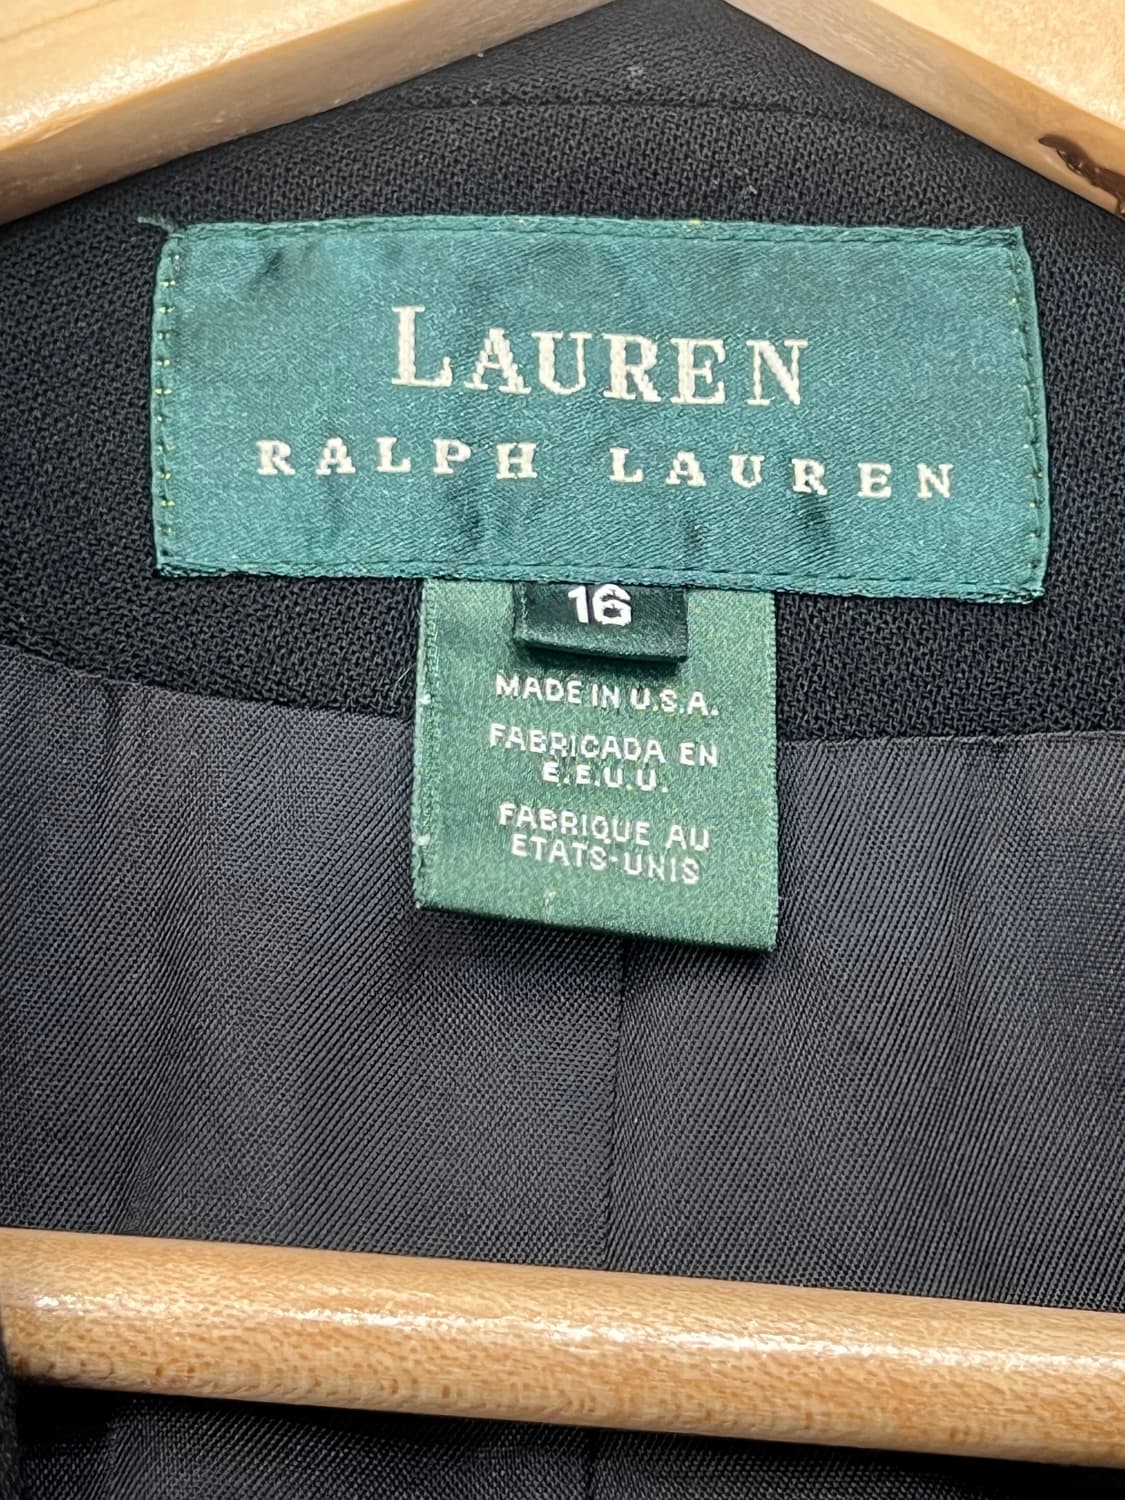 LAUREN
RALPH LAUREN
16
MADE IN U.S.A.
FABRICADA EN
E.E.U.U.
FABRIQUE AU
ETATS-UNIS